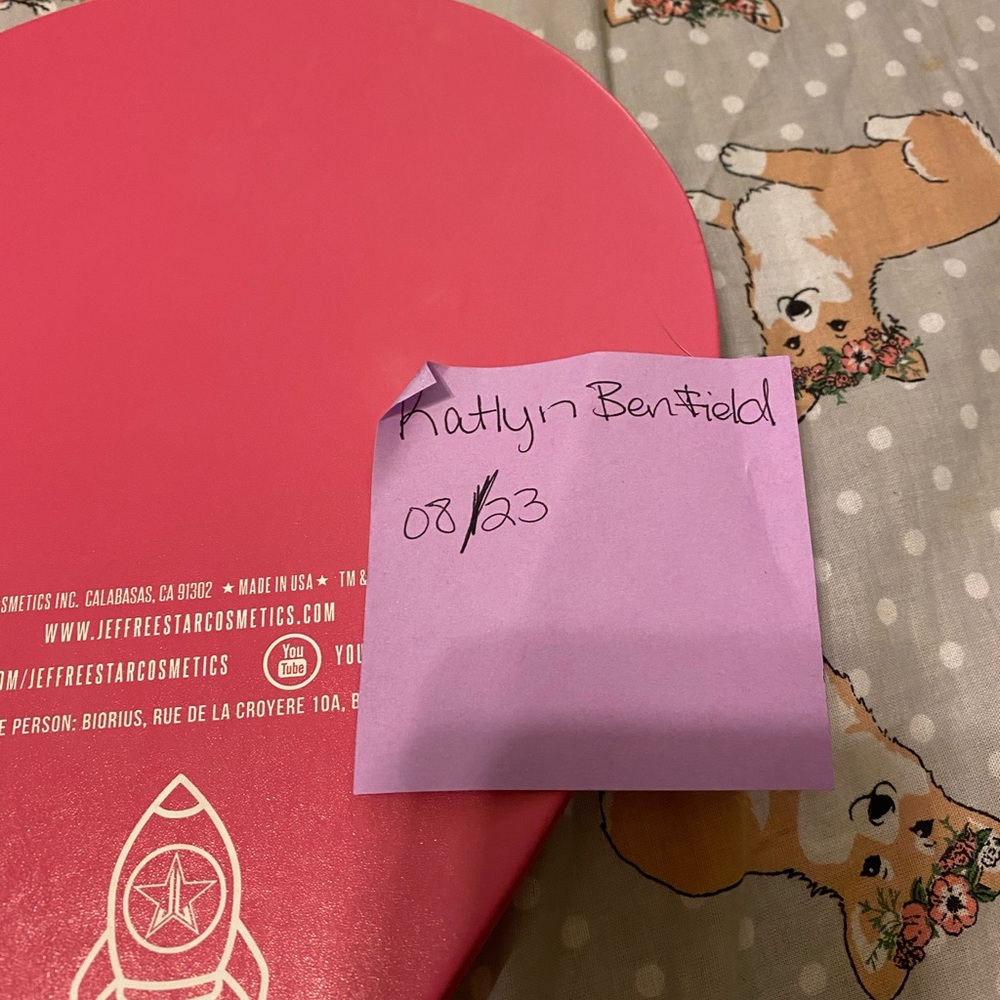 Katlyn Benfield
08/23
OSMETICS INC. CALABASAS, CA 91302 ★ MADE IN USA ★ TM &
WWW.JEFFREESTARCOSMETICS.COM
OM/JEFFREESTARCOSMETICS You Tube YOU
E PERSON: BIORIUS, RUE DE LA CROYERE 10A, B